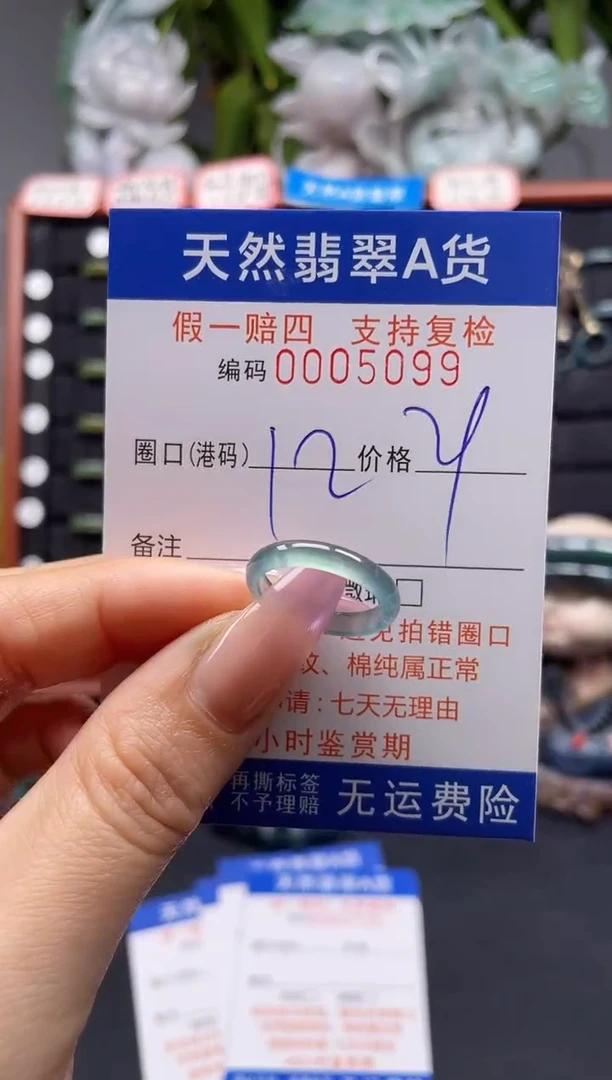 天然翡翠A货
假一赔四 支持复检
编码 0005099
圈口(港码) 12 价格 y
备注
拍错圈口
纹、棉纯属正常
请:七天无理由
小时鉴赏期
再撕标签
不予理赔
无运费险